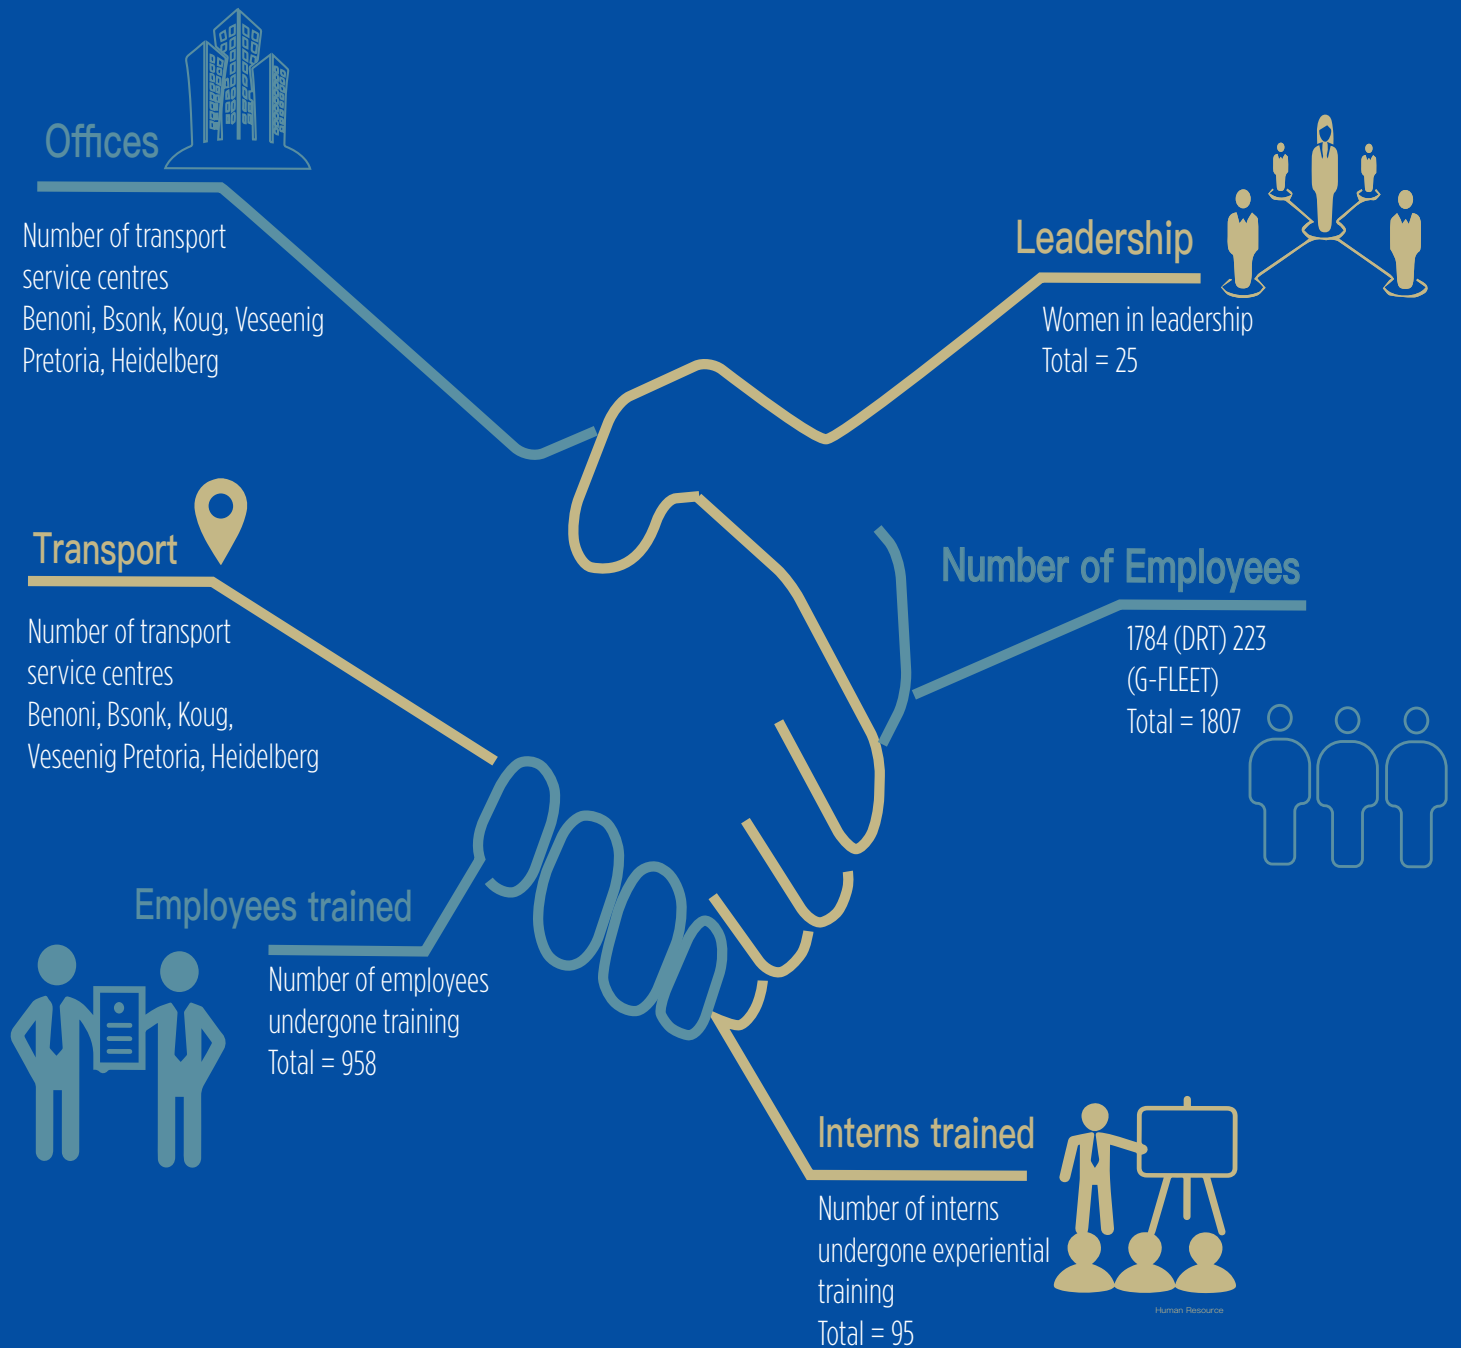 Offices
Number of transport
service centres
Benoni, Bsonk, Koug, Veseenig
Pretoria, Heidelberg
Leadership
Women in leadership
Total = 25
Transport
Number of transport
service centres
Benoni, Bsonk, Koug,
Veseenig Pretoria, Heidelberg
Number of Employees
1784 (DRT) 223
(G-FLEET)
Total = 1807
Employees trained
Number of employees
undergone training
Total = 958
Interns trained
Number of interns
undergone experiential
training
Total = 95
Human Resource